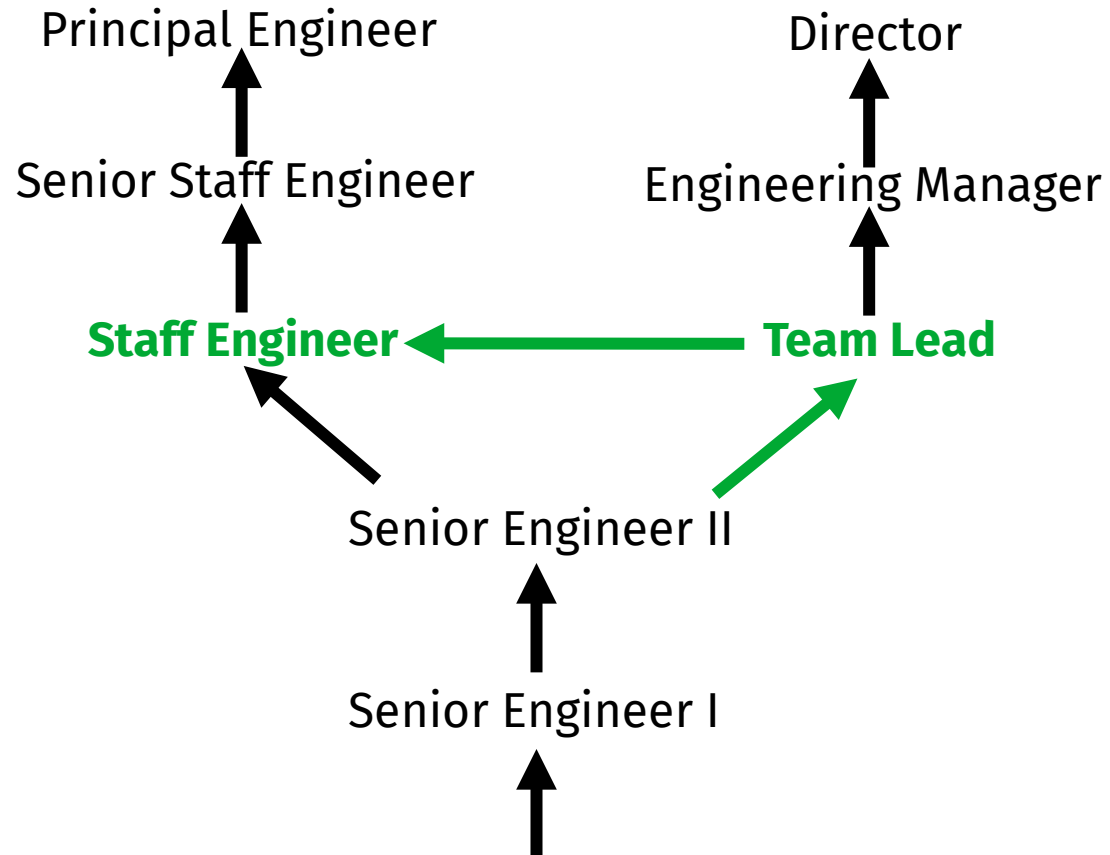 Principal Engineer
Director
Senior Staff Engineer
Engineering Manager
Staff Engineer
Team Lead
Senior Engineer II
Senior Engineer I